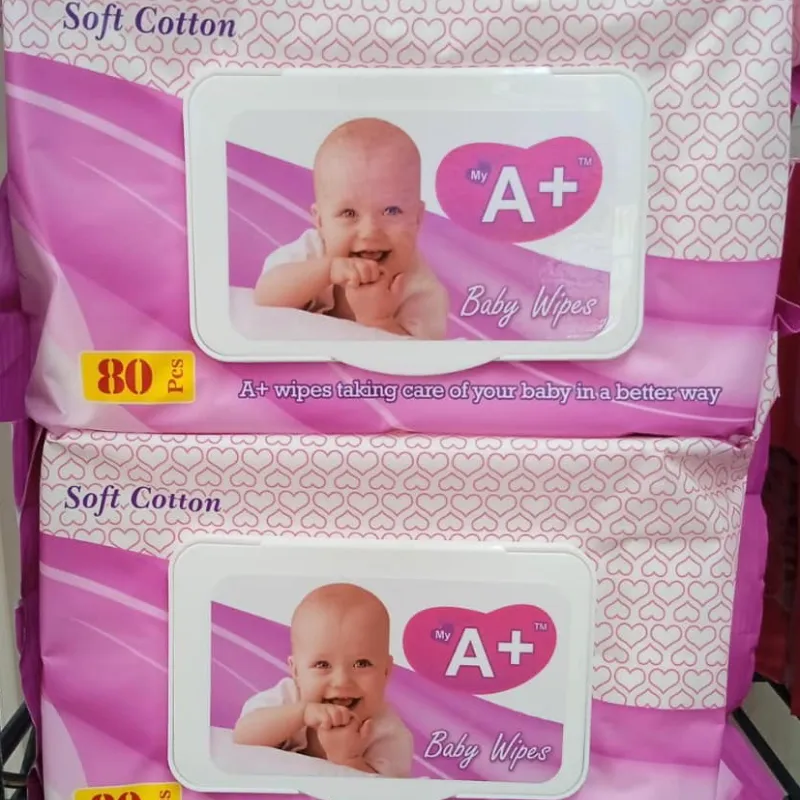 Soft Cotton
My A+™
Baby Wipes
80 Pcs
A+ wipes taking care of your baby in a better way
Soft Cotton
My A+™
Baby Wipes